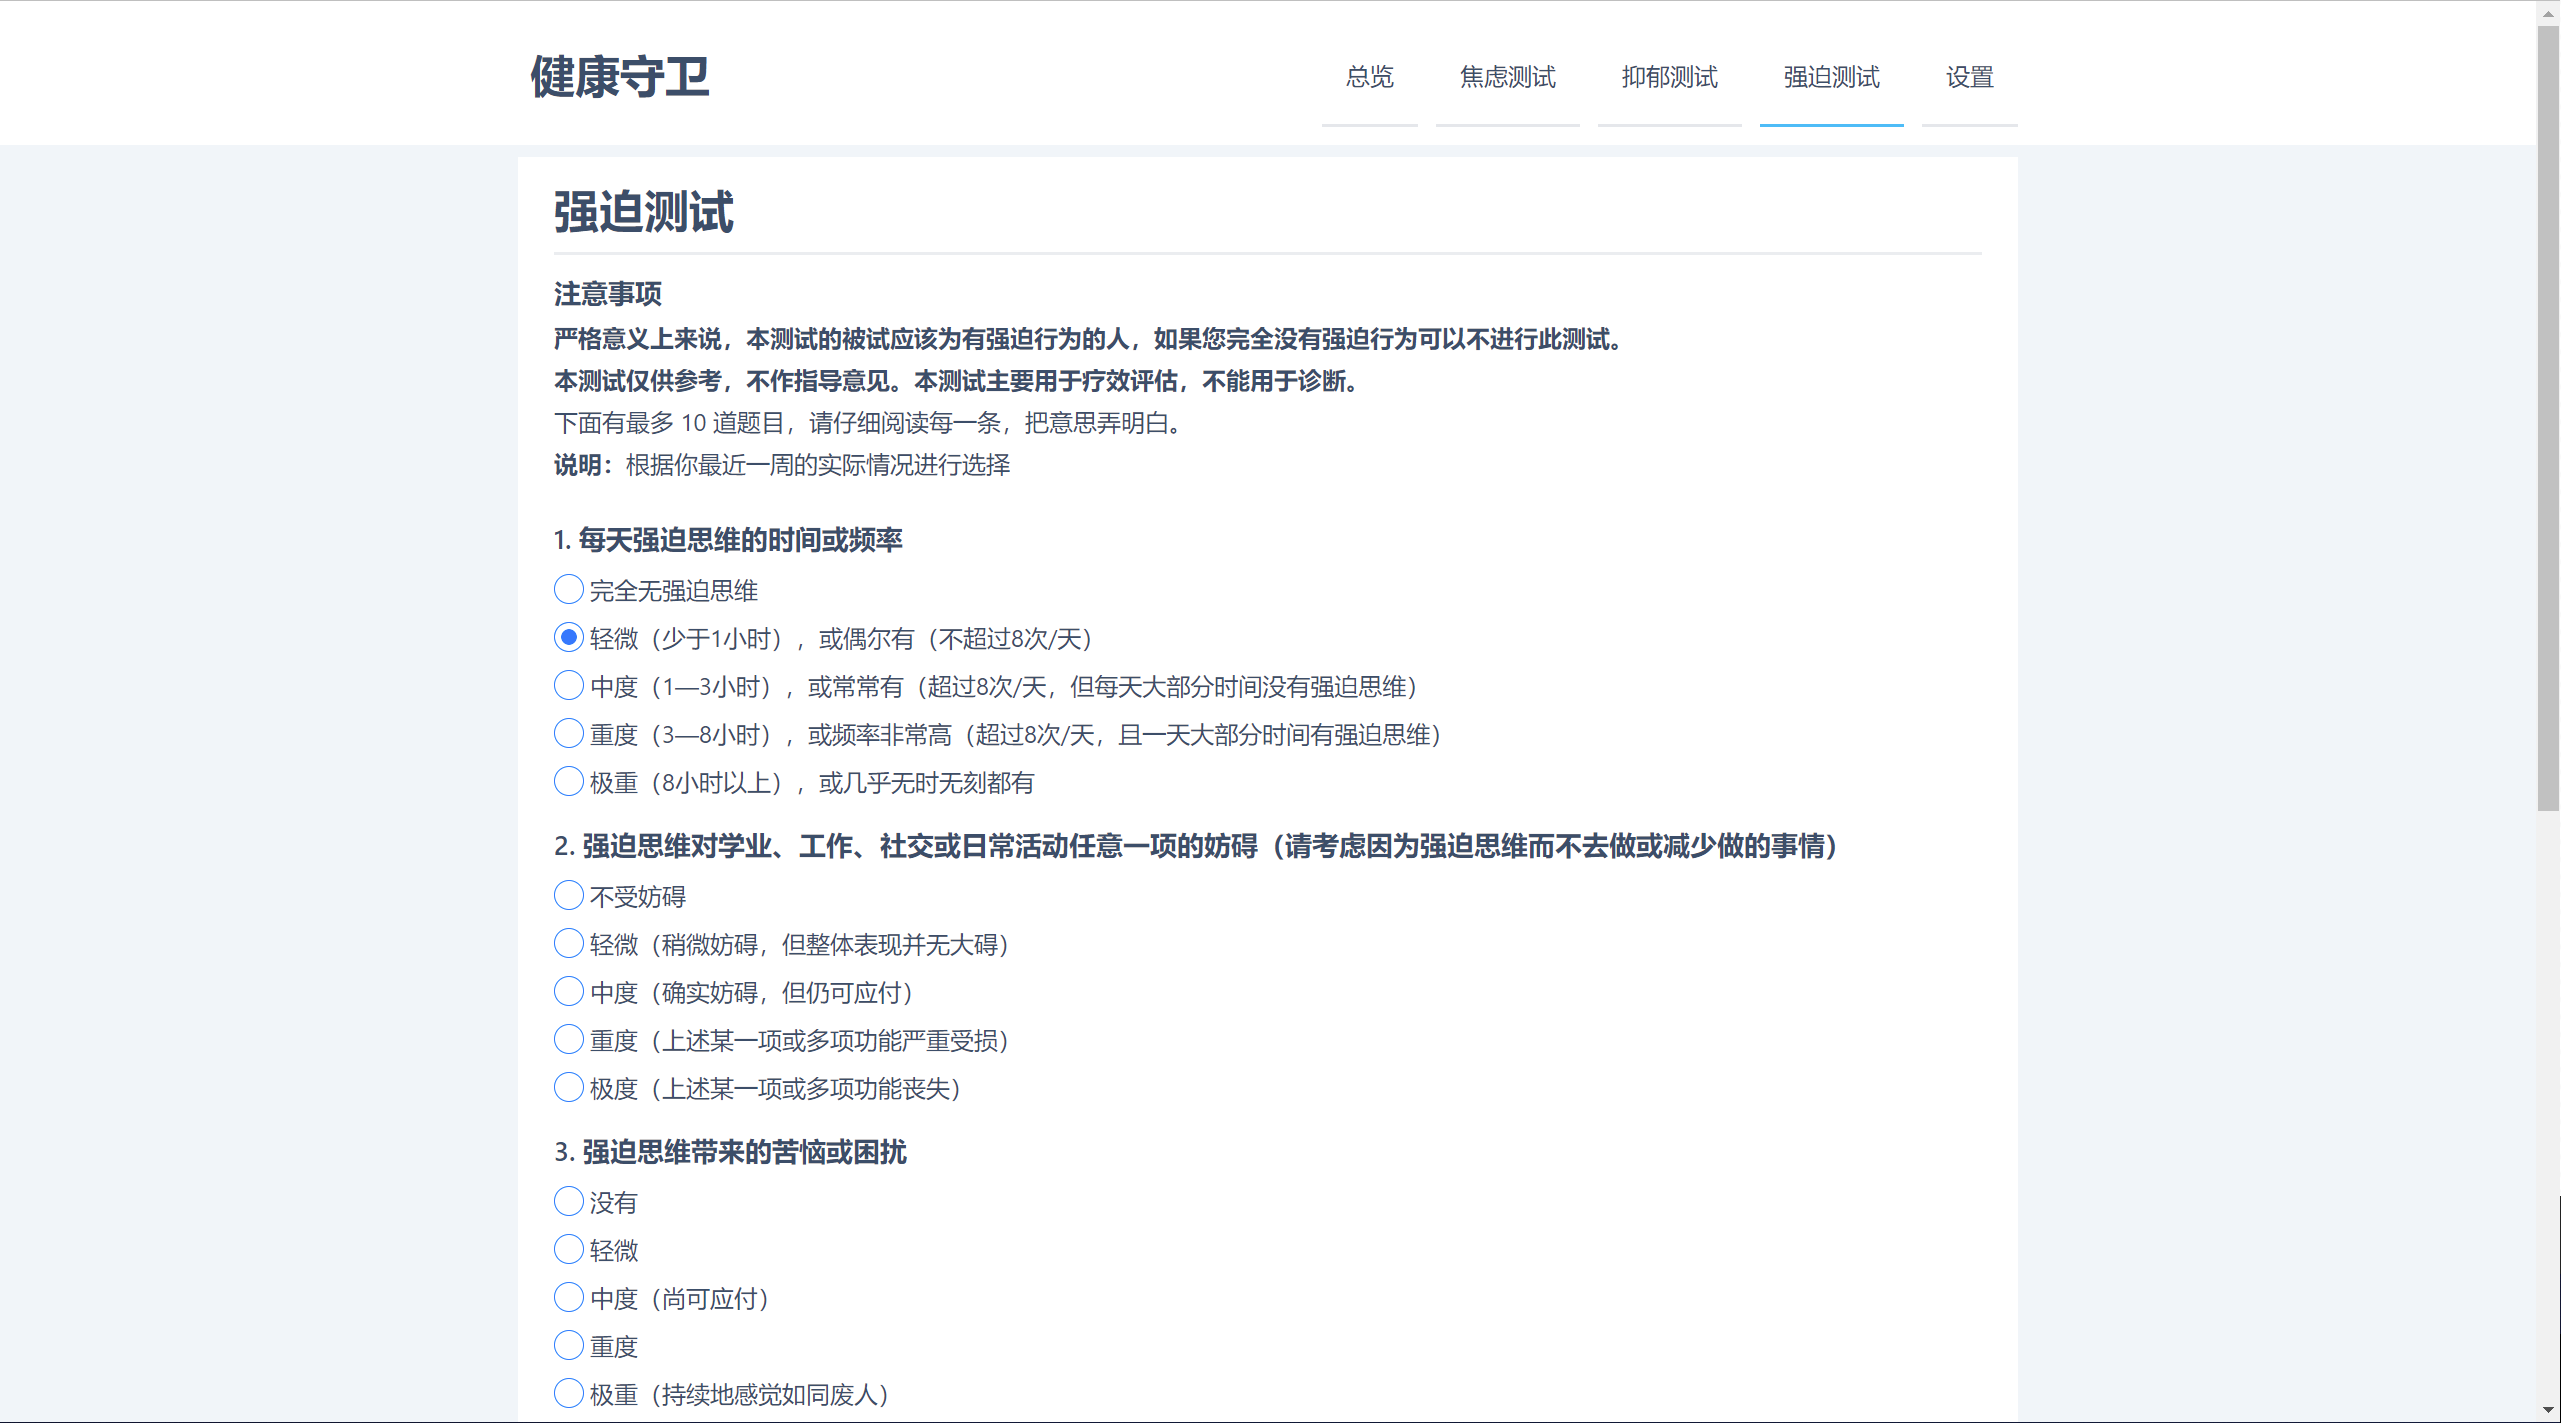 健康守卫
总览 焦虑测试 抑郁测试 强迫测试 设置
强迫测试
注意事项
严格意义上来说，本测试的被试应该为有强迫行为的人，如果您完全没有强迫行为可以不进行此测试。
本测试仅供参考，不作指导意见。本测试主要用于疗效评估，不能用于诊断。
下面有最多 10 道题目，请仔细阅读每一条，把意思弄明白。
说明：根据你最近一周的实际情况进行选择
1. 每天强迫思维的时间或频率
完全无强迫思维
轻微（少于1小时），或偶尔有（不超过8次/天）
中度（1—3小时），或常常有（超过8次/天，但每天大部分时间没有强迫思维）
重度（3—8小时），或频率非常高（超过8次/天，且一天大部分时间有强迫思维）
极重（8小时以上），或几乎无时无刻都有
2. 强迫思维对学业、工作、社交或日常活动任意一项的妨碍（请考虑因为强迫思维而不去做或减少做的事情）
不受妨碍
轻微（稍微妨碍，但整体表现并无大碍）
中度（确实妨碍，但仍可应付）
重度（上述某一项或多项功能严重受损）
极度（上述某一项或多项功能丧失）
3. 强迫思维带来的苦恼或困扰
没有
轻微
中度（尚可应付）
重度
极重（持续地感觉如同废人）